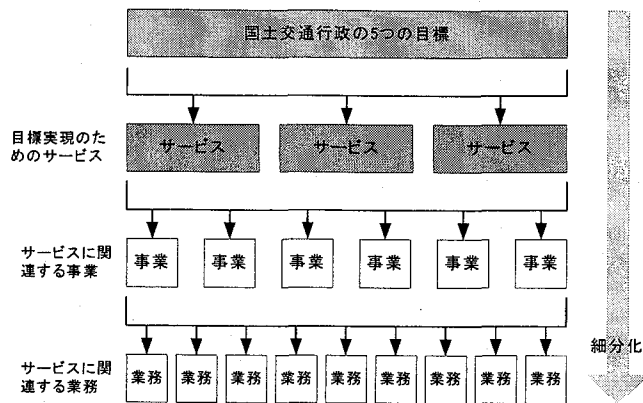 国土交通行政の5つの目標
目標実現のた
めのサービス
サービス
サービス
サービス
サービスに関
連する事業
事業
事業
事業
事業
事業
事業
細分化
サービスに関
連する業務
業務
業務
業務
業務
業務
業務
業務
業務
業務